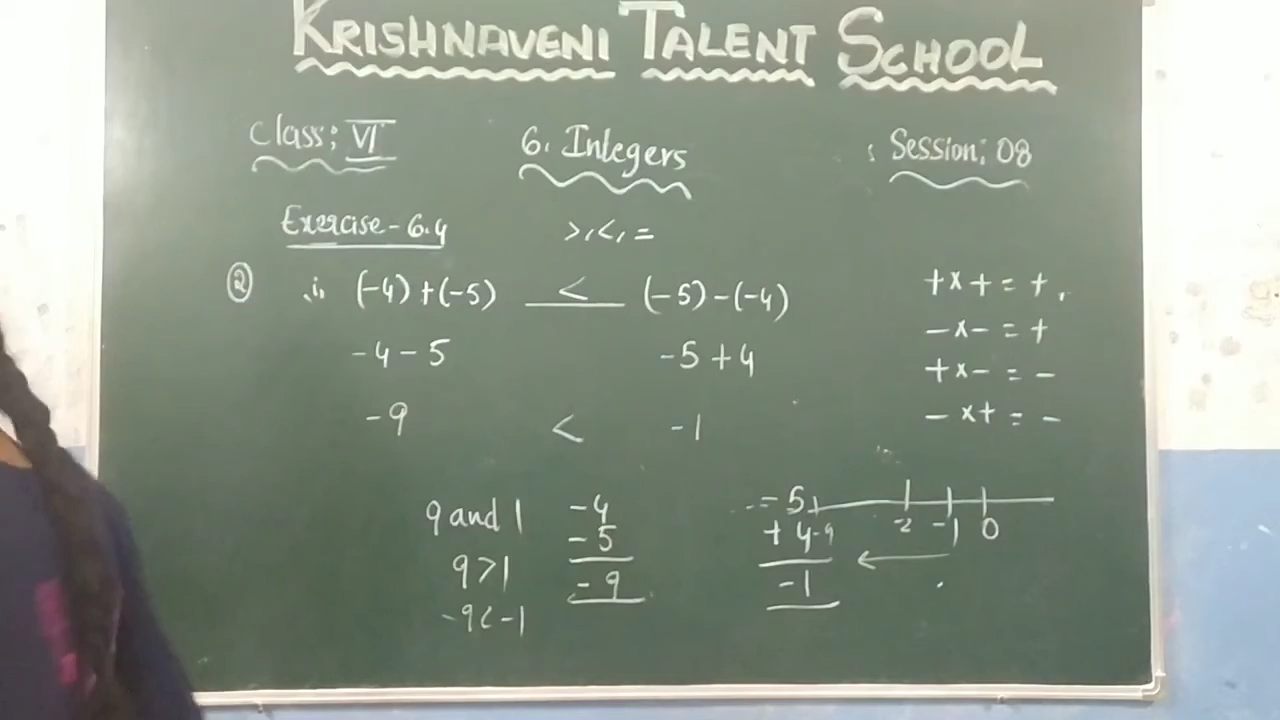 KRISHNAVENI TALENT SCHOOL
Class: VI
6. Integers
Session: 08
Exercise - 6.4
>, <, =
② i, (-4) + (-5) < (-5) - (-4)
-4 - 5
-5 + 4
-9 < -1
+ x + = +
- x - = +
+ x - = -
- x + = -
9 and 1
9 > 1
-9 < -1
-4
-5
-9
- 5
+ 4
-1
-9 -2 -1 0